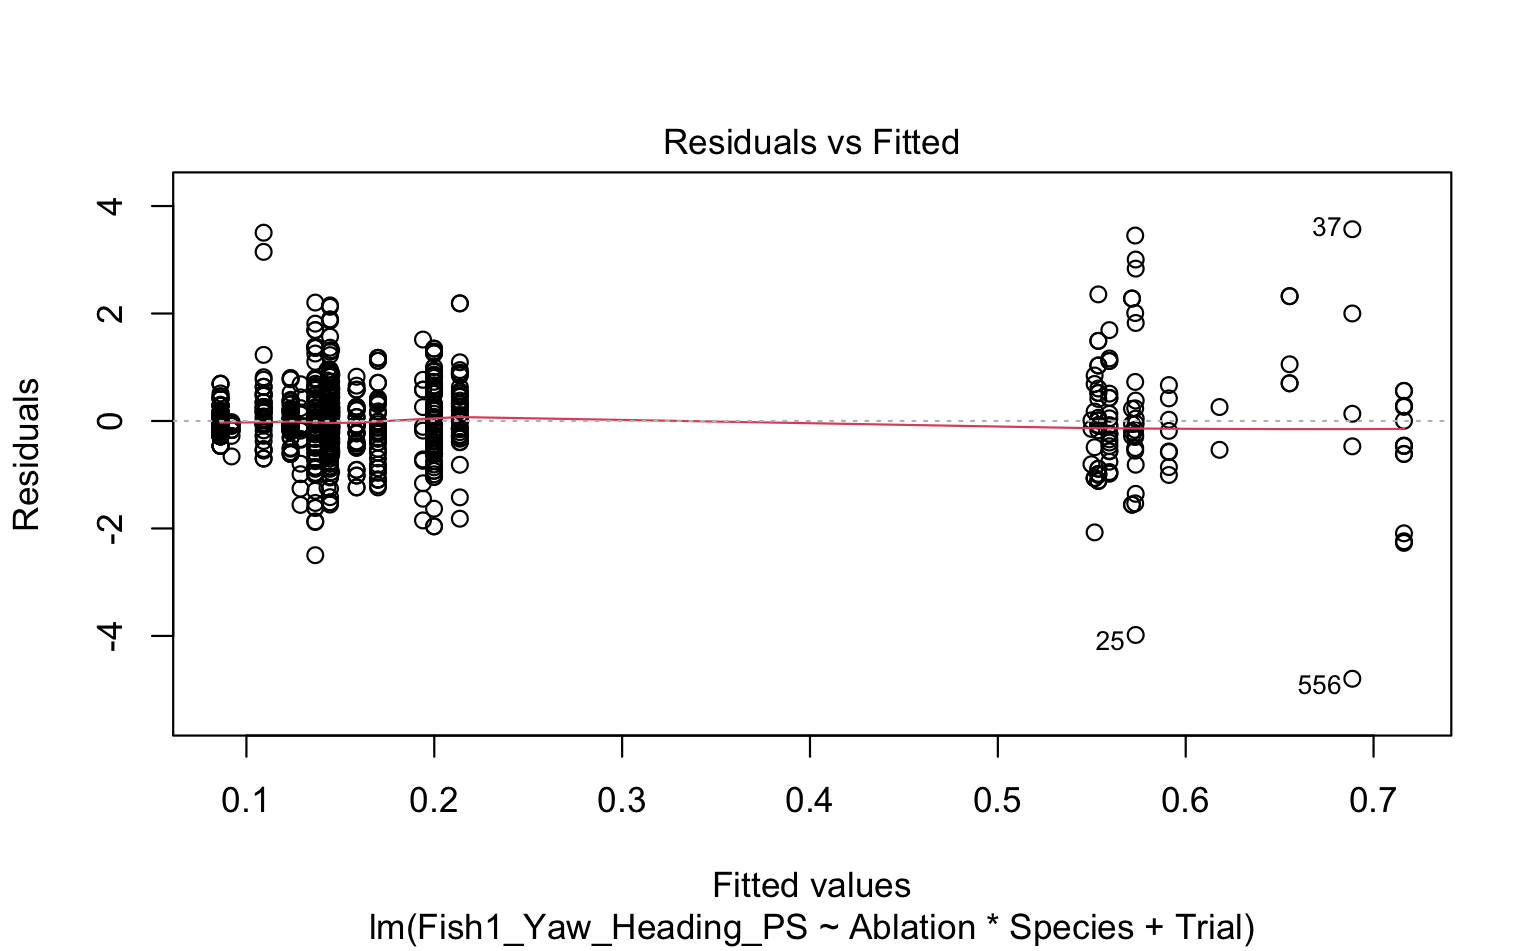 Residuals vs Fitted
Residuals
4
2
0
-2
-4
37
25
556
0.1 0.2 0.3 0.4 0.5 0.6 0.7
Fitted values
lm(Fish1_Yaw_Heading_PS ~ Ablation * Species + Trial)